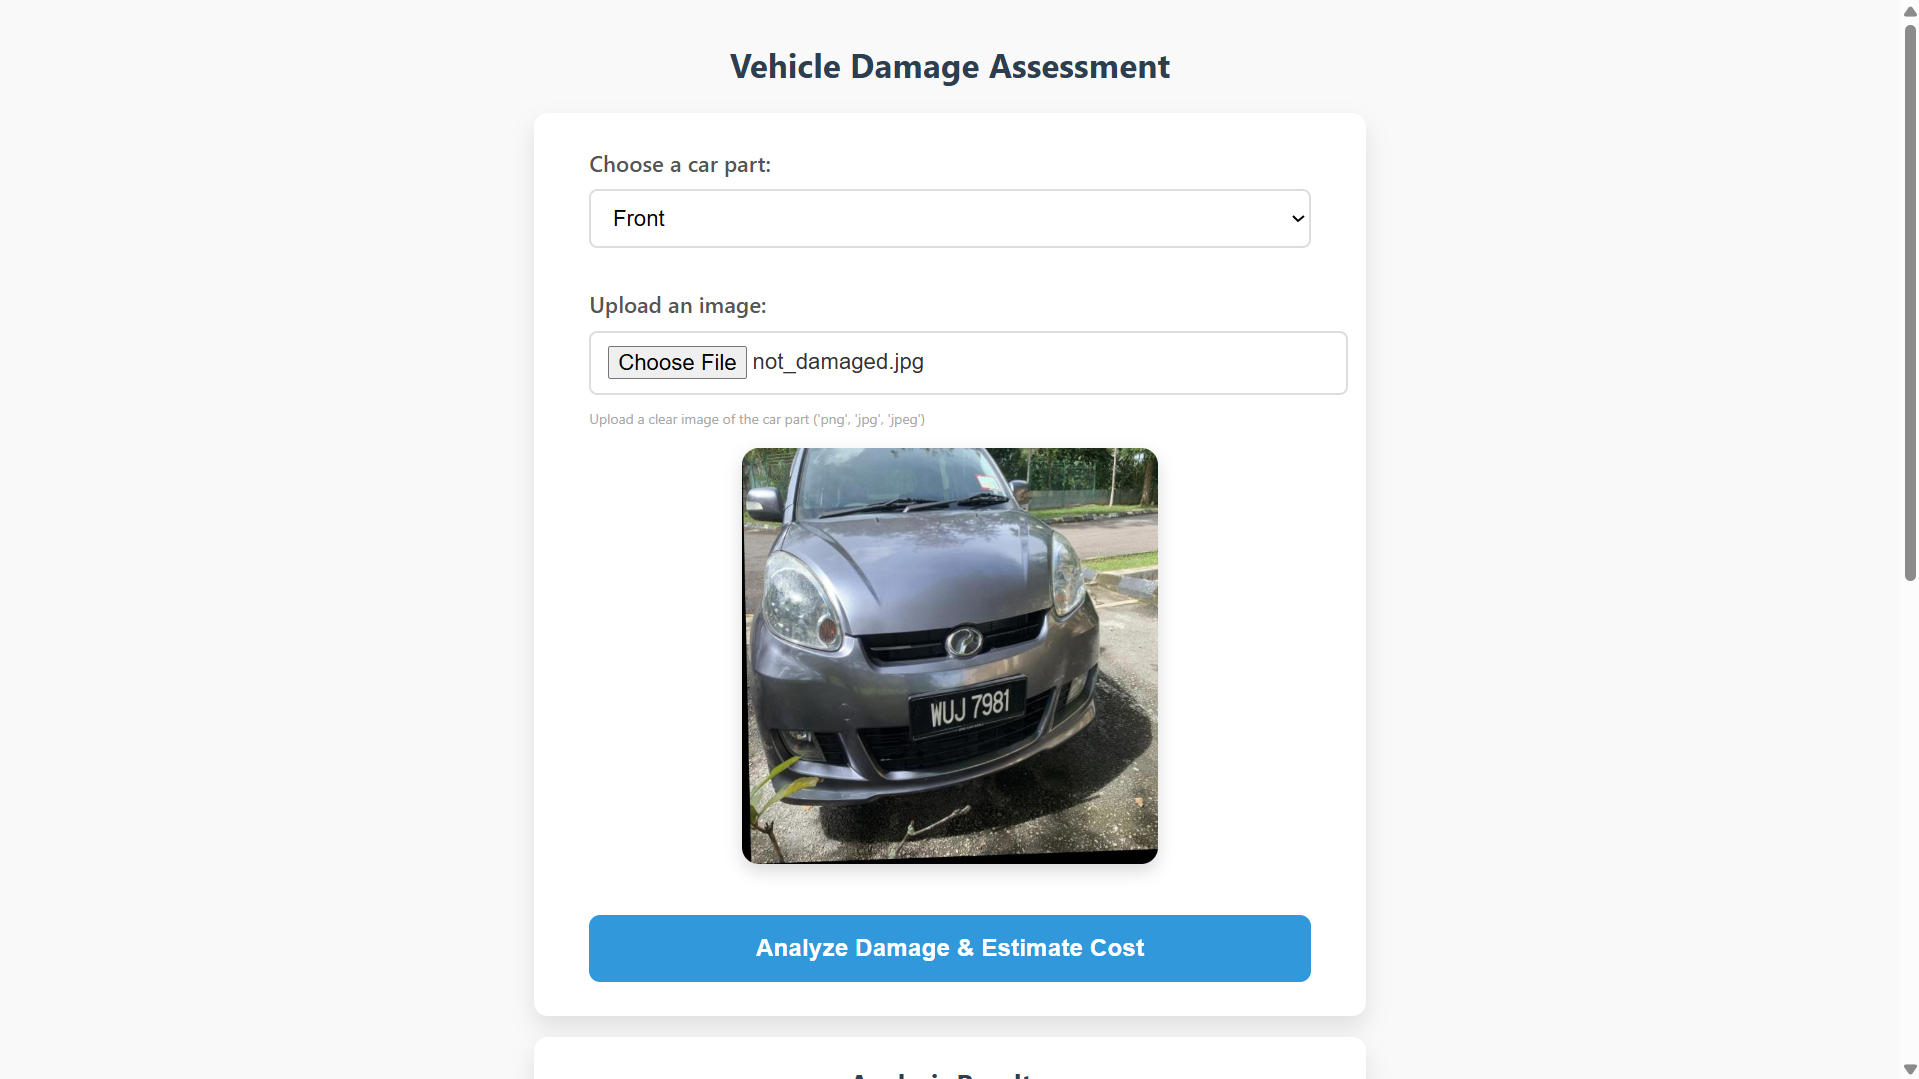 Vehicle Damage Assessment
Choose a car part:
Front
Upload an image:
Choose File not_damaged.jpg
Upload a clear image of the car part ('png', 'jpg', 'jpeg')
WUJ 7981
Analyze Damage & Estimate Cost